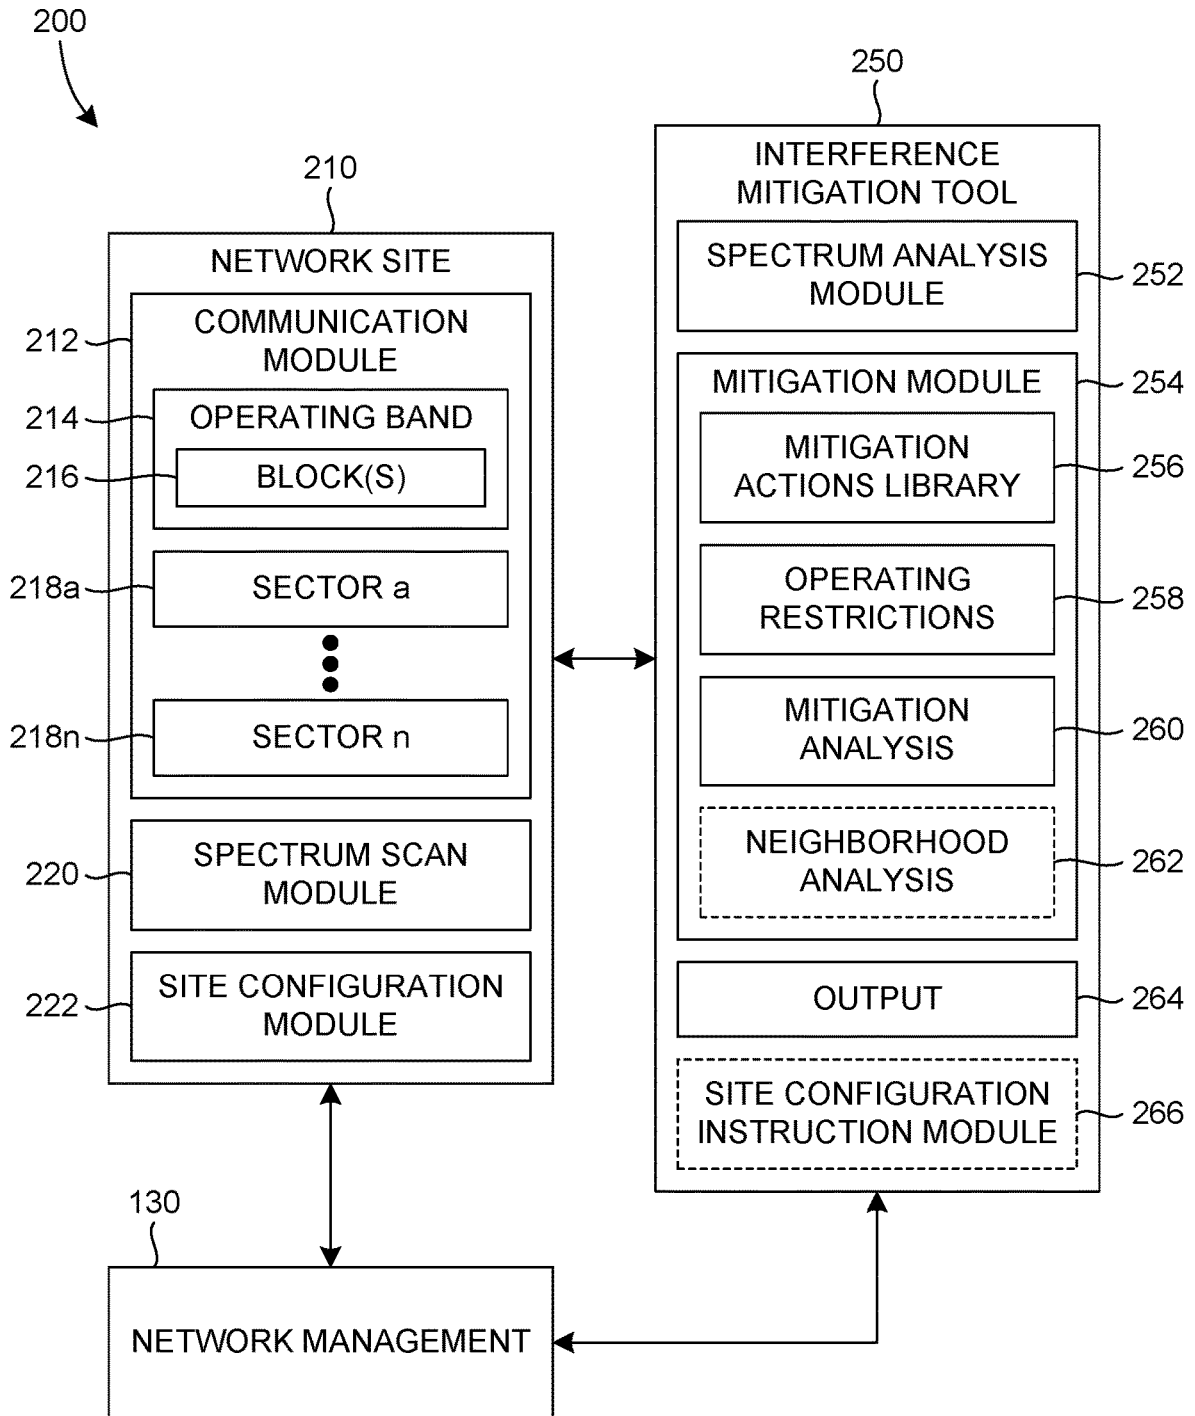 200
210
NETWORK SITE
212
COMMUNICATION
MODULE
214
OPERATING BAND
216
BLOCK(S)
218a
SECTOR a
218n
SECTOR n
220
SPECTRUM SCAN
MODULE
222
SITE CONFIGURATION
MODULE
250
INTERFERENCE
MITIGATION TOOL
SPECTRUM ANALYSIS
MODULE
252
MITIGATION MODULE
254
MITIGATION
ACTIONS LIBRARY
256
OPERATING
RESTRICTIONS
258
MITIGATION
ANALYSIS
260
NEIGHBORHOOD
ANALYSIS
262
OUTPUT
264
SITE CONFIGURATION
INSTRUCTION MODULE
266
130
NETWORK MANAGEMENT